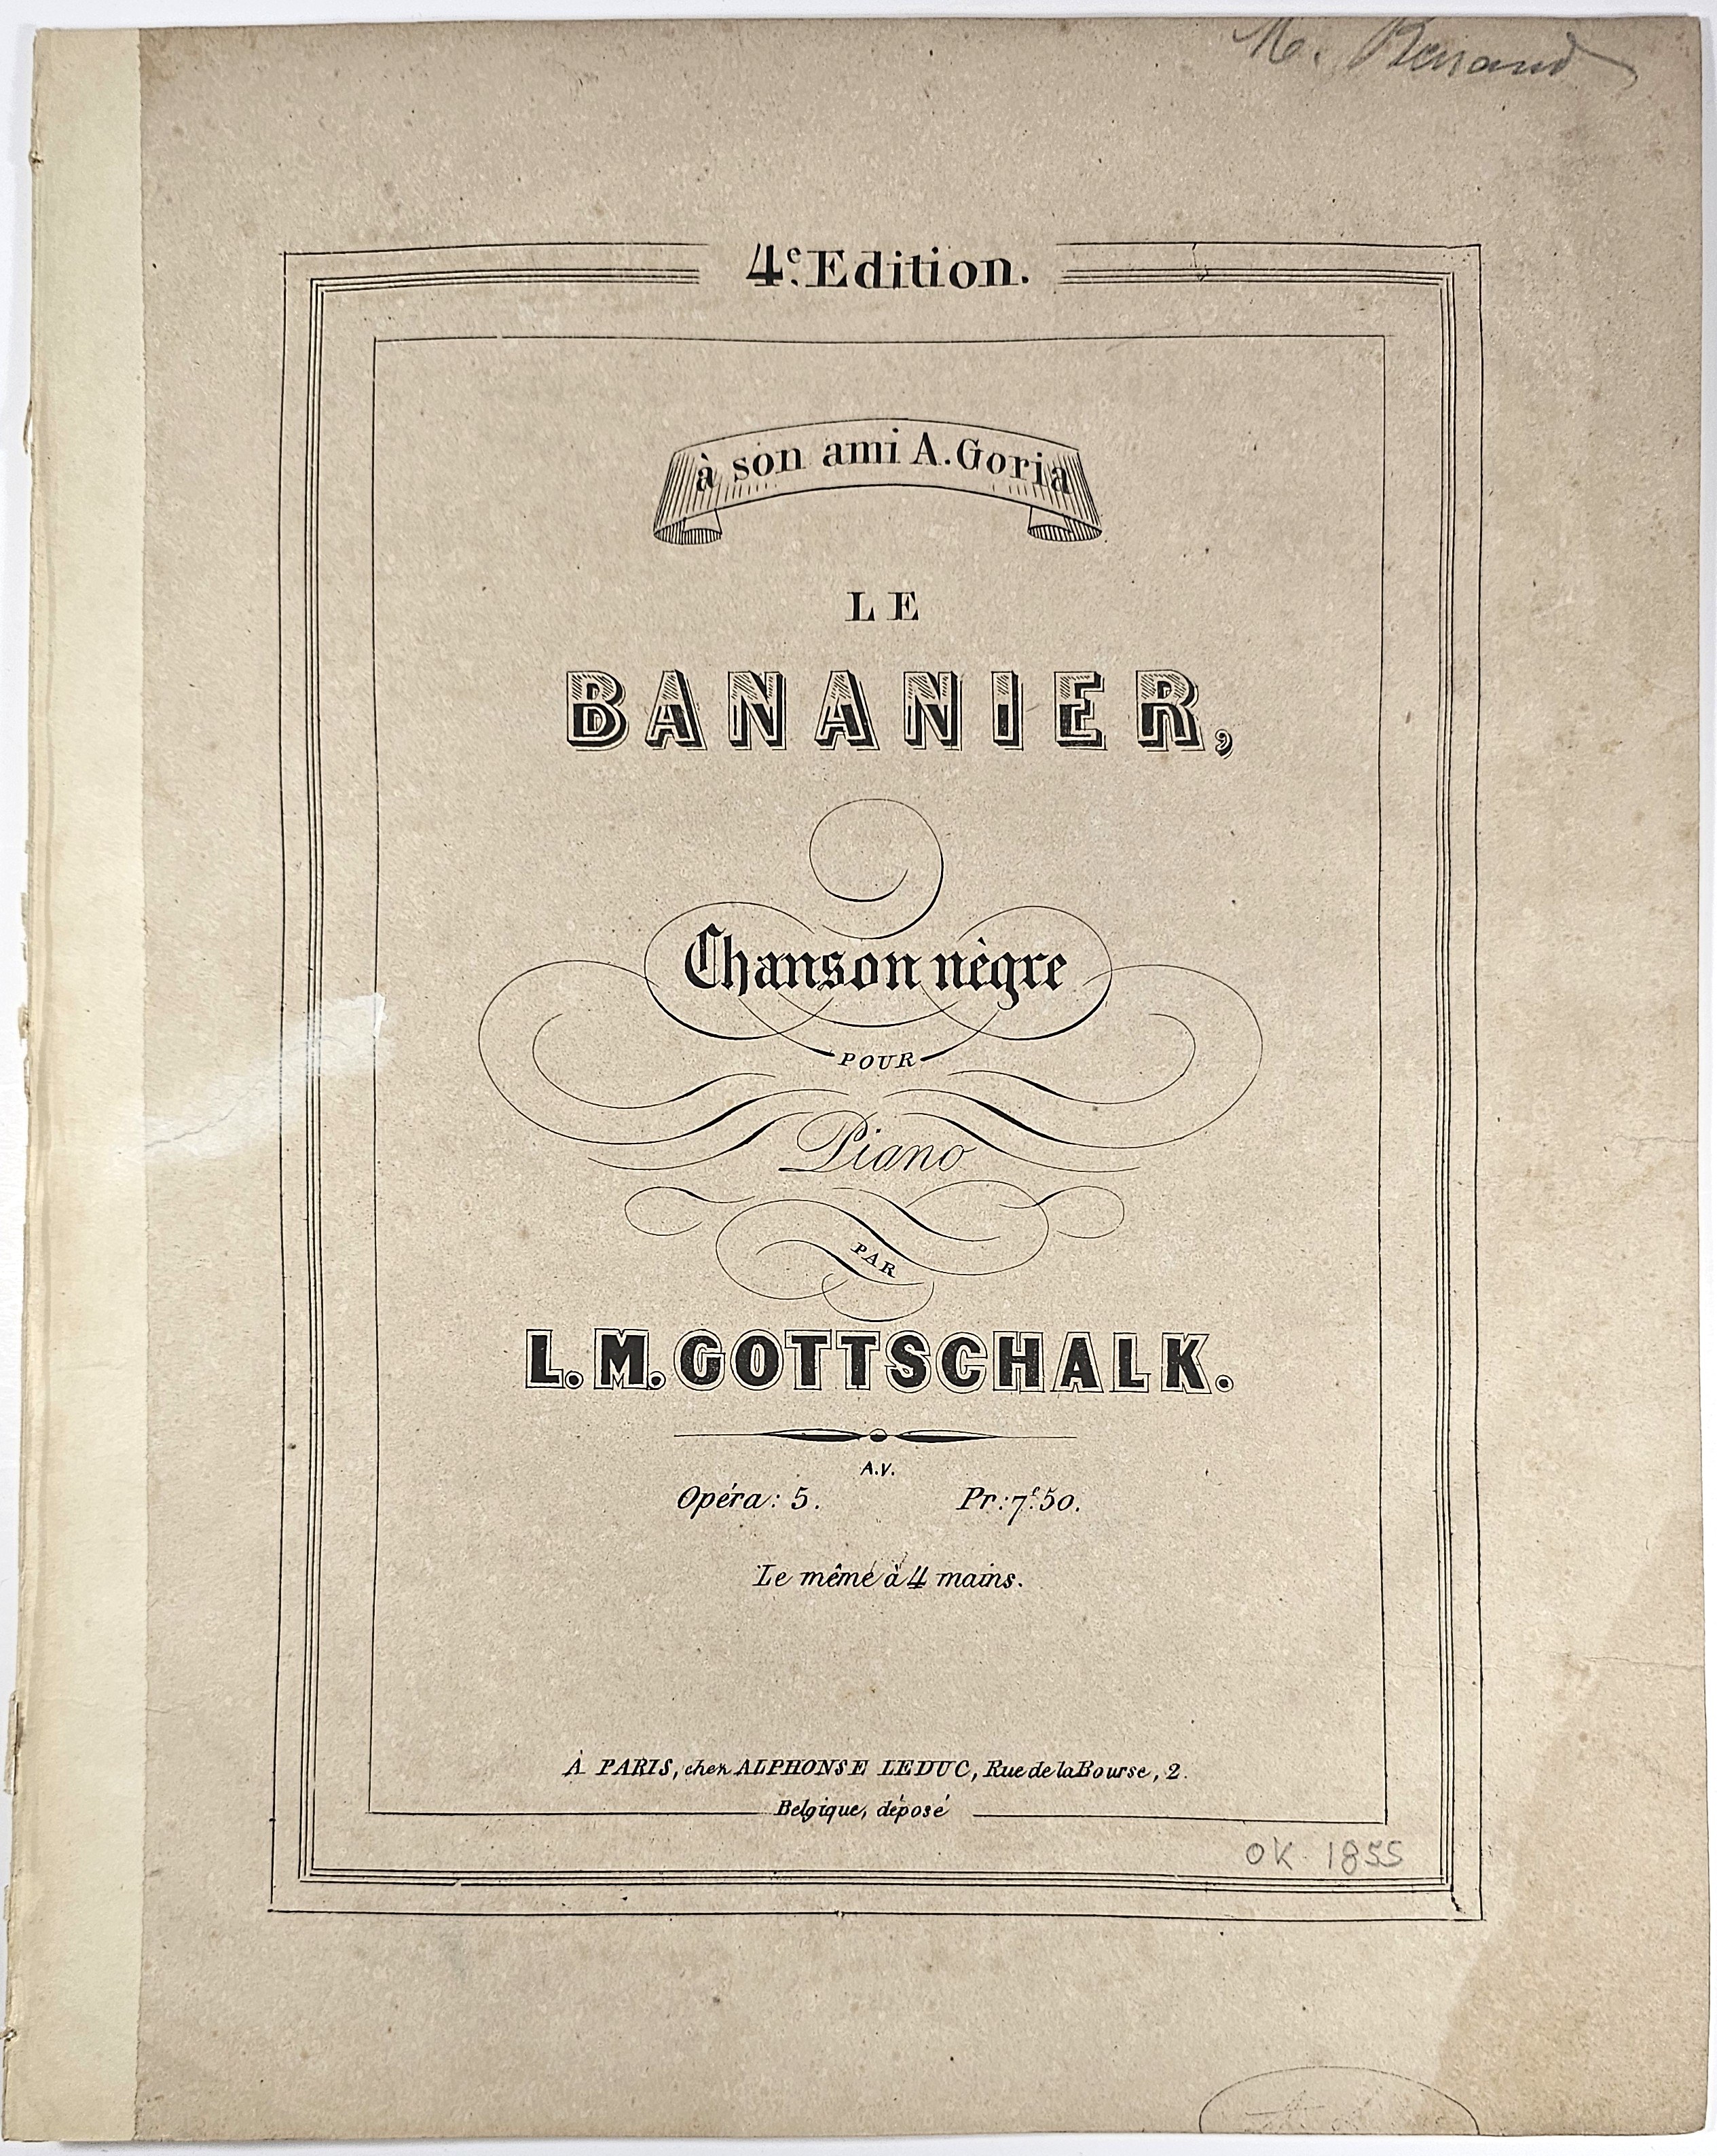 M.
4e. Edition.
à son ami A. Goria
LE
BANANIER,
Chanson nègre
POUR
Piano
PAR
L. M. GOTTSCHALK.
A.V.
Opéra: 5. Pr: 7f. 50.
Le même à 4 mains.
À PARIS, chez ALPHONSE LEDUC, Rue de la Bourse, 2.
Belgique, déposé
OK 1855